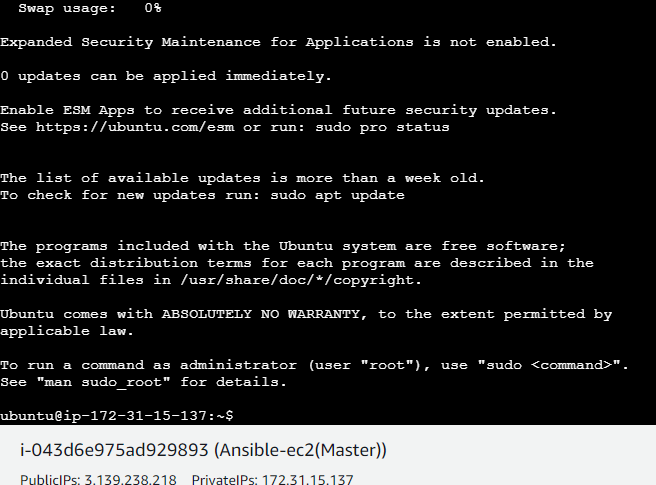 Swap usage:   0%
Expanded Security Maintenance for Applications is not enabled.
0 updates can be applied immediately.
Enable ESM Apps to receive additional future security updates.
See https://ubuntu.com/esm or run: sudo pro status
The list of available updates is more than a week old.
To check for new updates run: sudo apt update
The programs included with the Ubuntu system are free software;
the exact distribution terms for each program are described in the
individual files in /usr/share/doc/*/copyright.
Ubuntu comes with ABSOLUTELY NO WARRANTY, to the extent permitted by
applicable law.
To run a command as administrator (user "root"), use "sudo <command>".
See "man sudo_root" for details.
ubuntu@ip-172-31-15-137:~$
i-043d6e975ad929893 (Ansible-ec2(Master))
PublicIPs: 3.139.238.218   PrivateIPs: 172.31.15.137